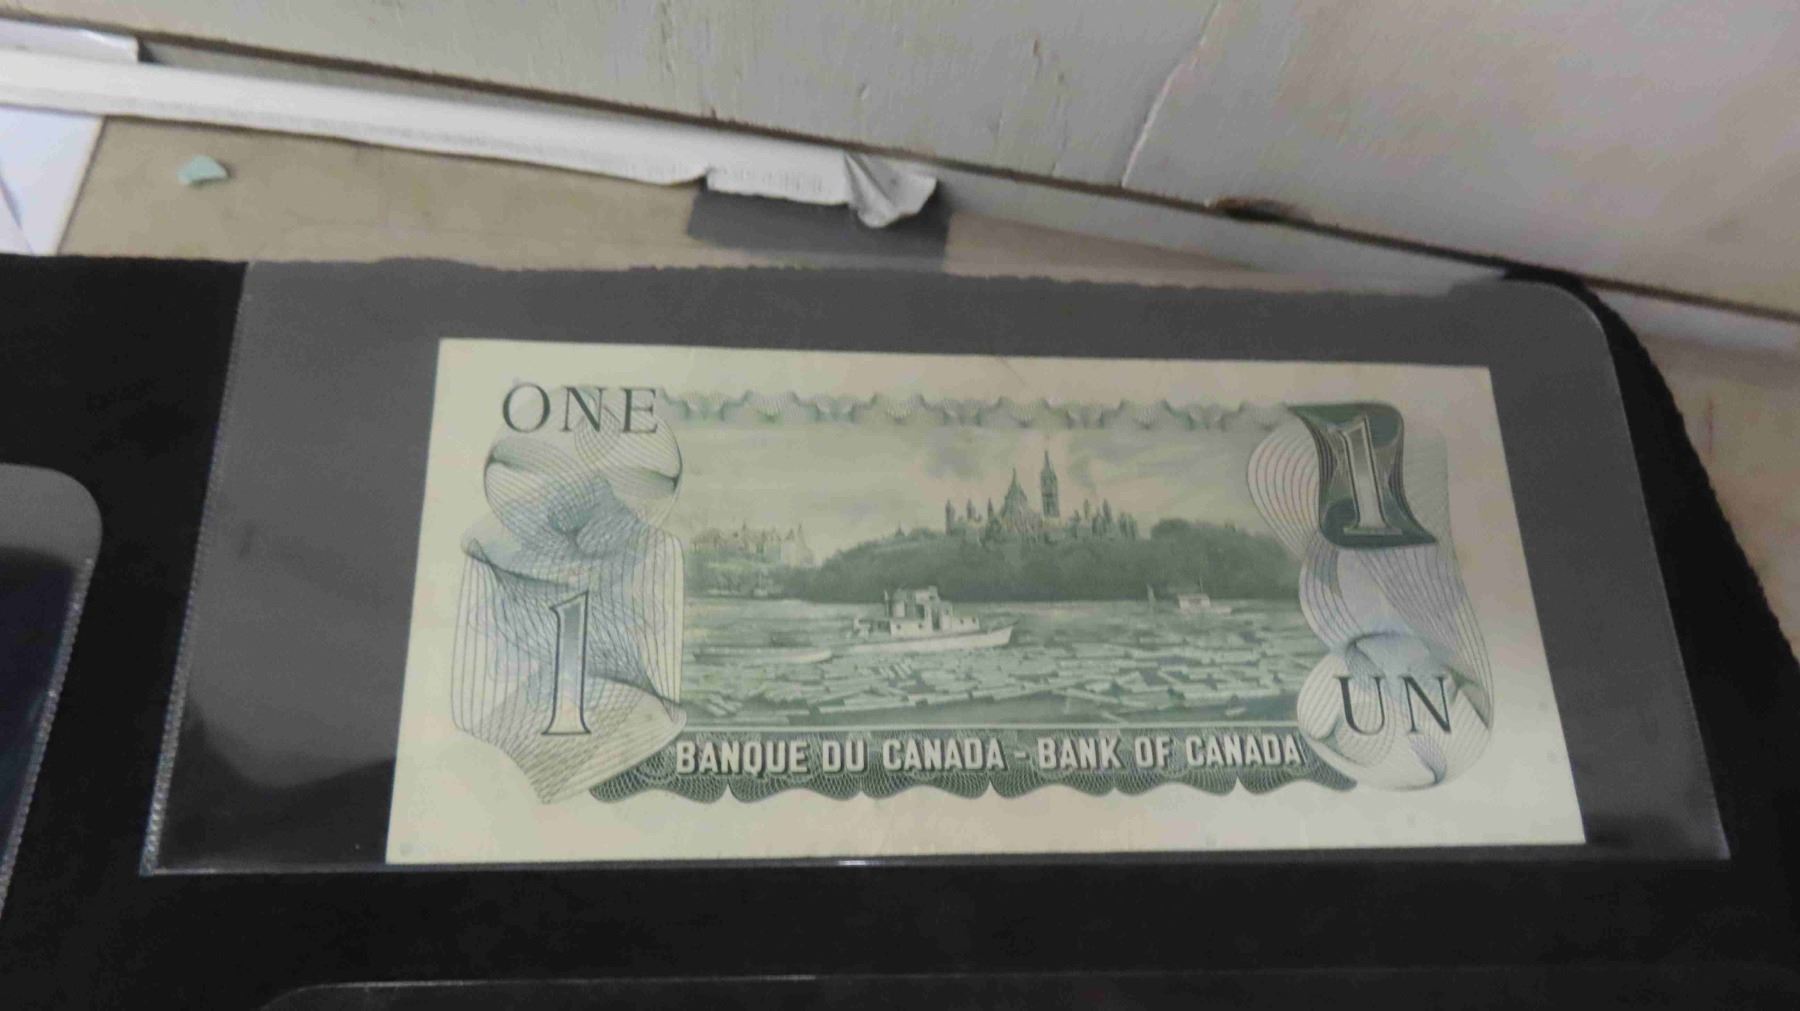 ONE
1
1
UN
BANQUE DU CANADA - BANK OF CANADA